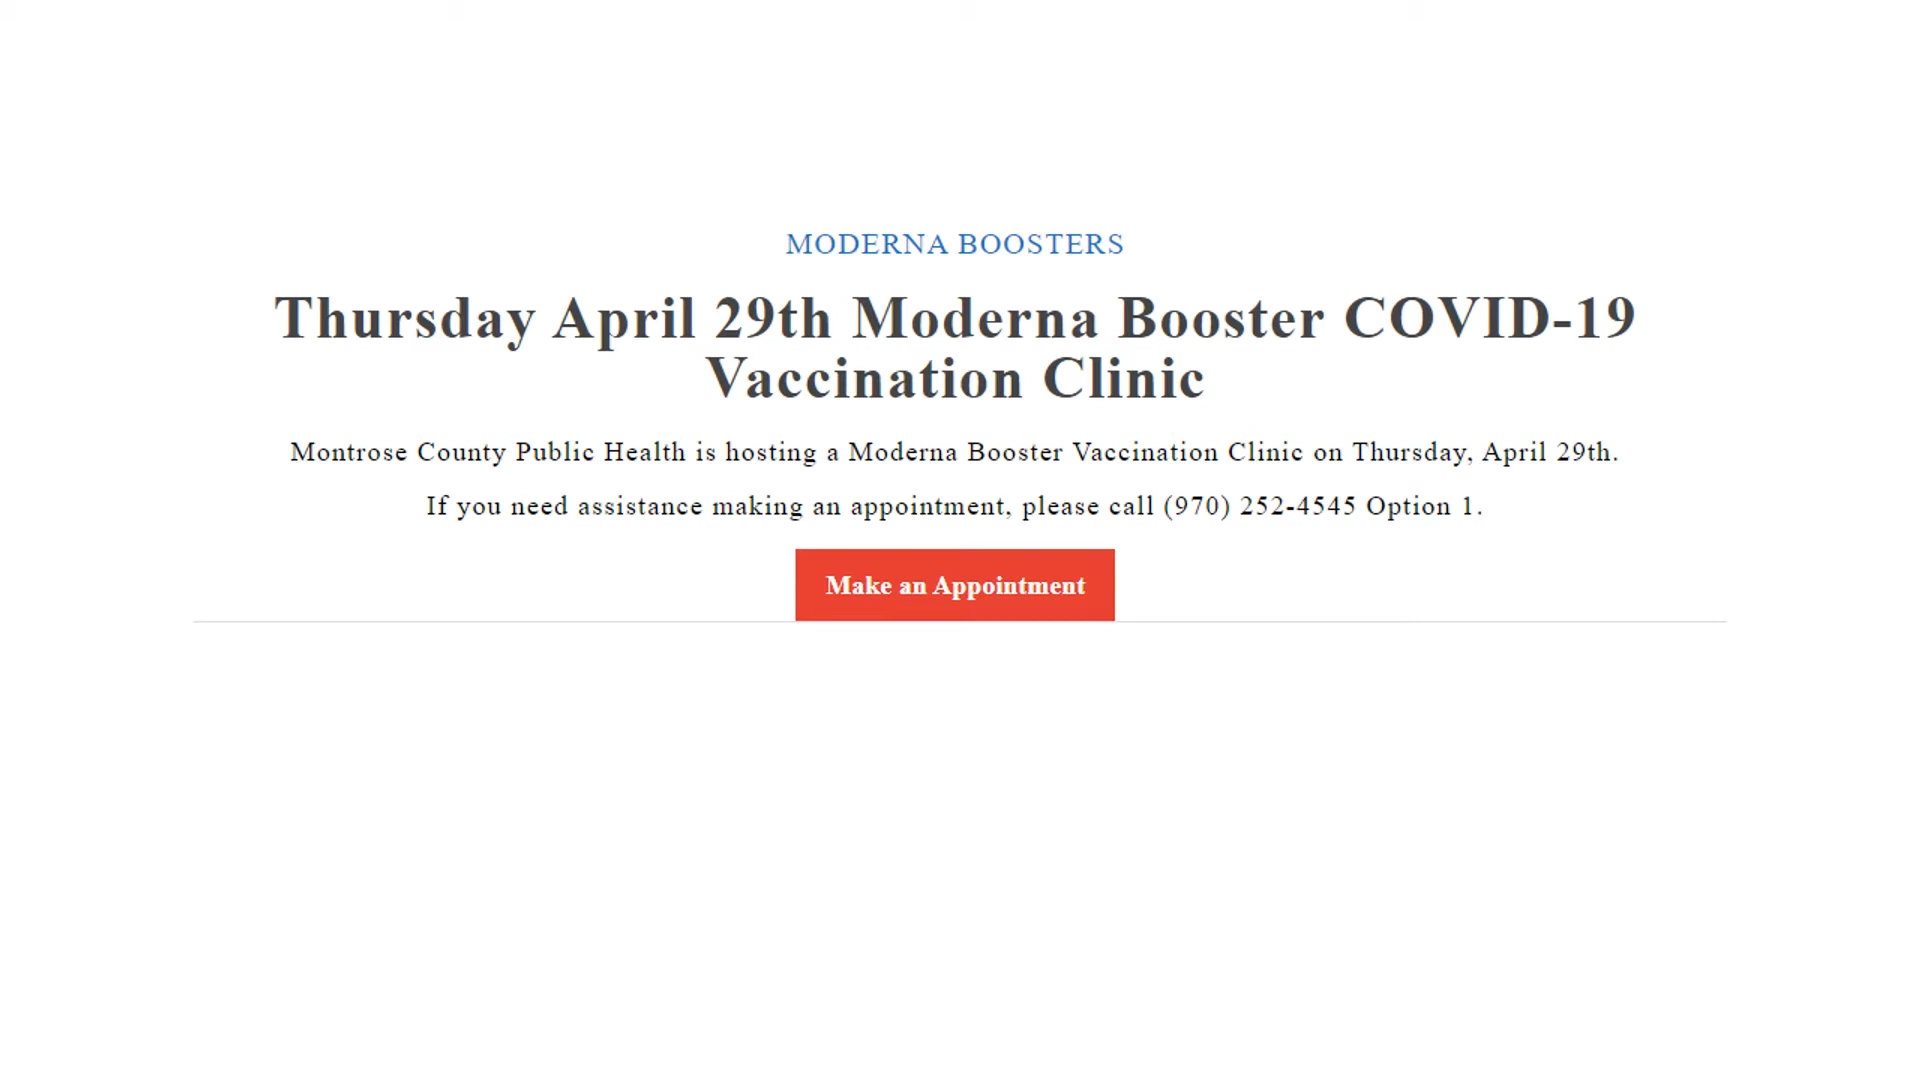 MODERNA BOOSTERS
Thursday April 29th Moderna Booster COVID-19
Vaccination Clinic
Montrose County Public Health is hosting a Moderna Booster Vaccination Clinic on Thursday, April 29th.
If you need assistance making an appointment, please call (970) 252-4545 Option 1.
Make an Appointment